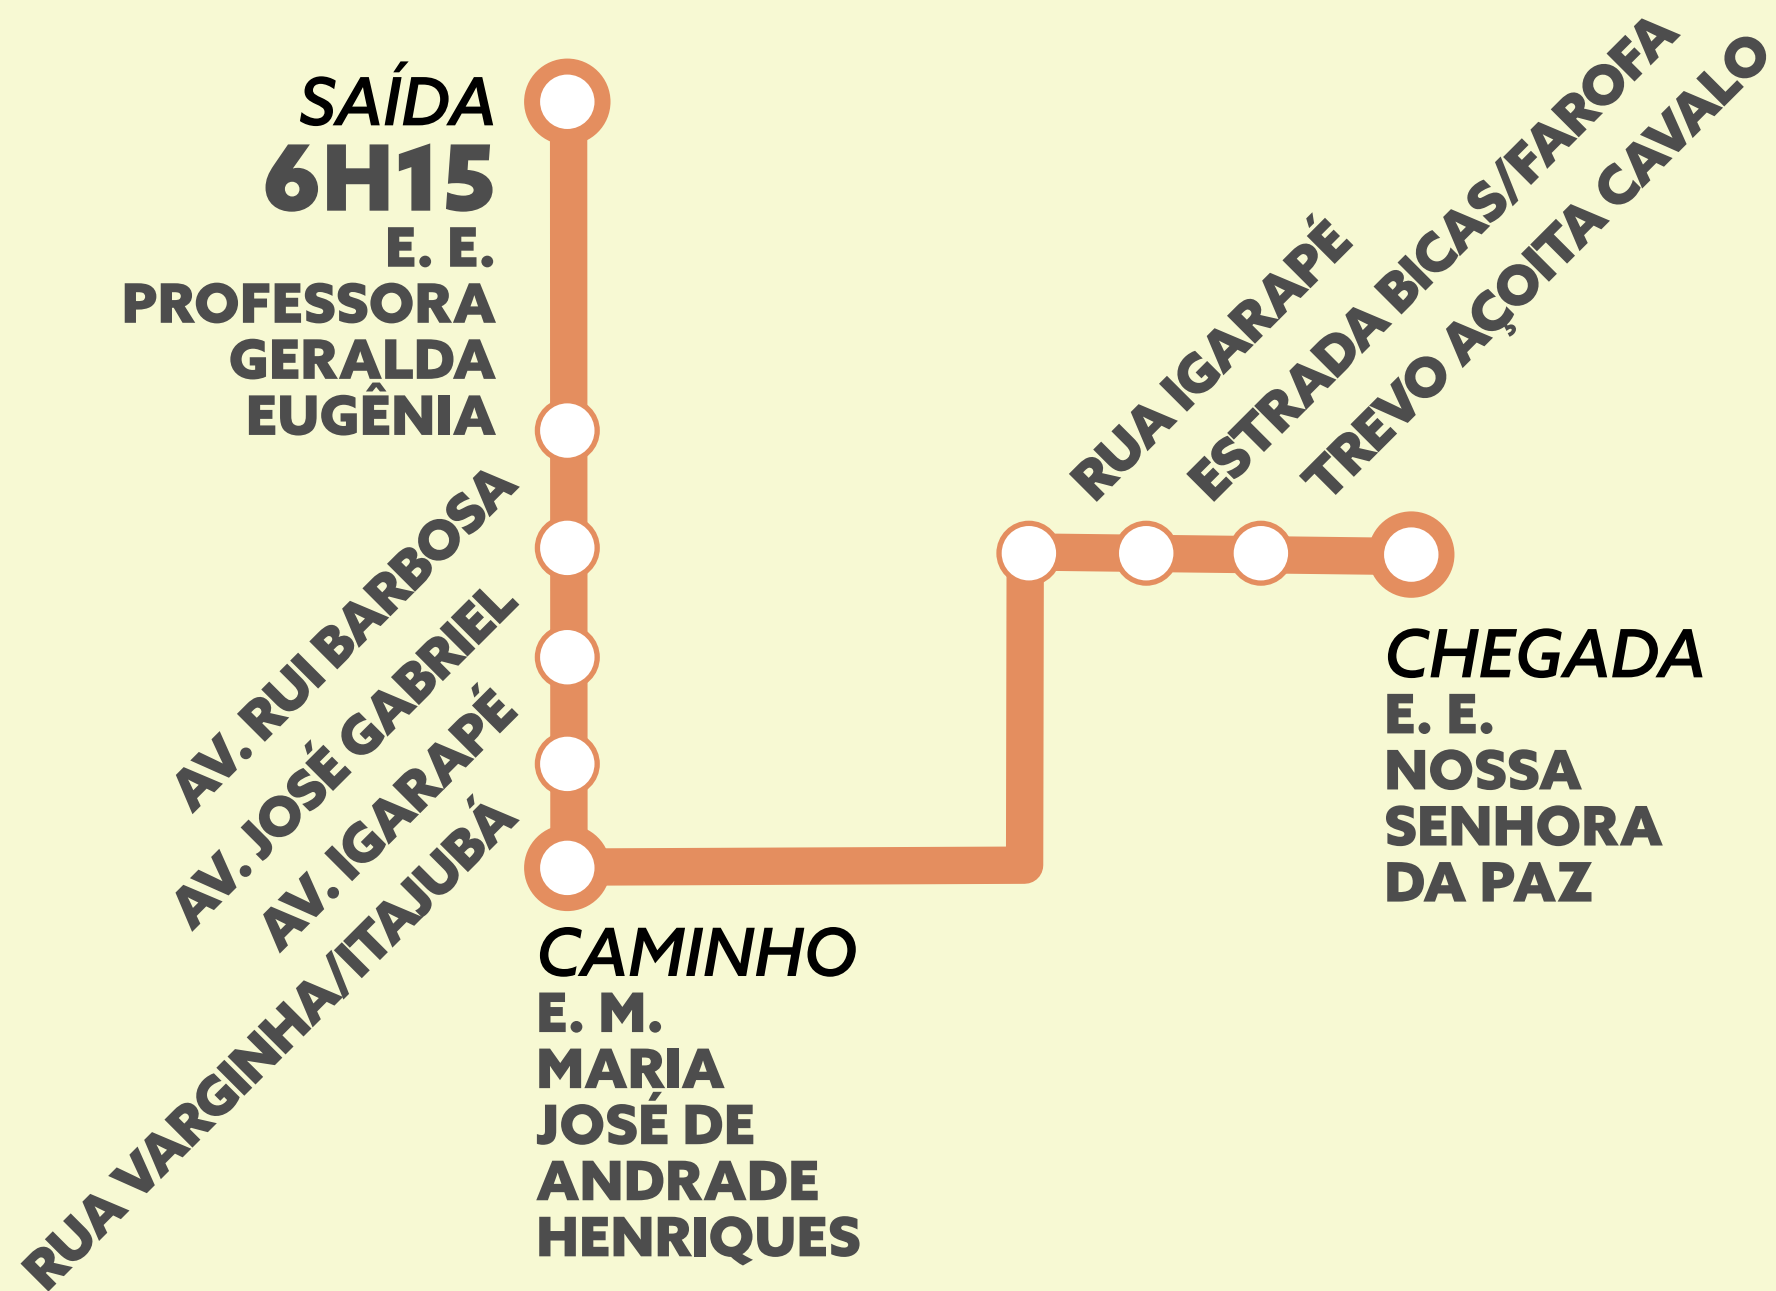 SAÍDA
6H15
E. E.
PROFESSORA
GERALDA
EUGÊNIA
AV. RUI BARBOSA
AV. JOSÉ GABRIEL
AV. IGARAPÉ
RUA VARGINHA/ITAJUBÁ
CAMINHO
E. M.
MARIA
JOSÉ DE
ANDRADE
HENRIQUES
RUA IGARAPÉ
ESTRADA BICAS/FAROFA
TREVO AÇOITA CAVALO
CHEGADA
E. E.
NOSSA
SENHORA
DA PAZ